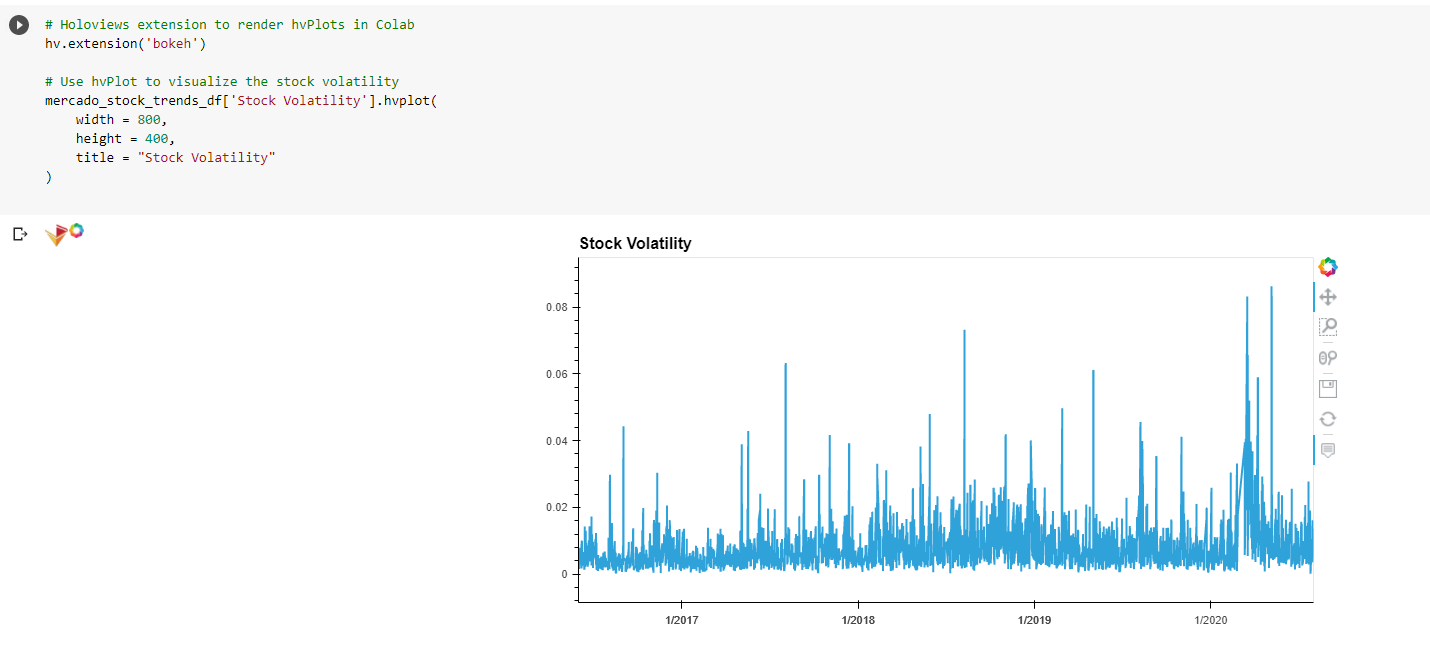 # Holoviews extension to render hvPlots in Colab
hv.extension('bokeh')
# Use hvPlot to visualize the stock volatility
mercado_stock_trends_df['Stock Volatility'].hvplot(
width = 800,
height = 400,
title = "Stock Volatility"
)
Stock Volatility
0.08
0.06
0.04
0.02
0
1/2017 1/2018 1/2019 1/2020